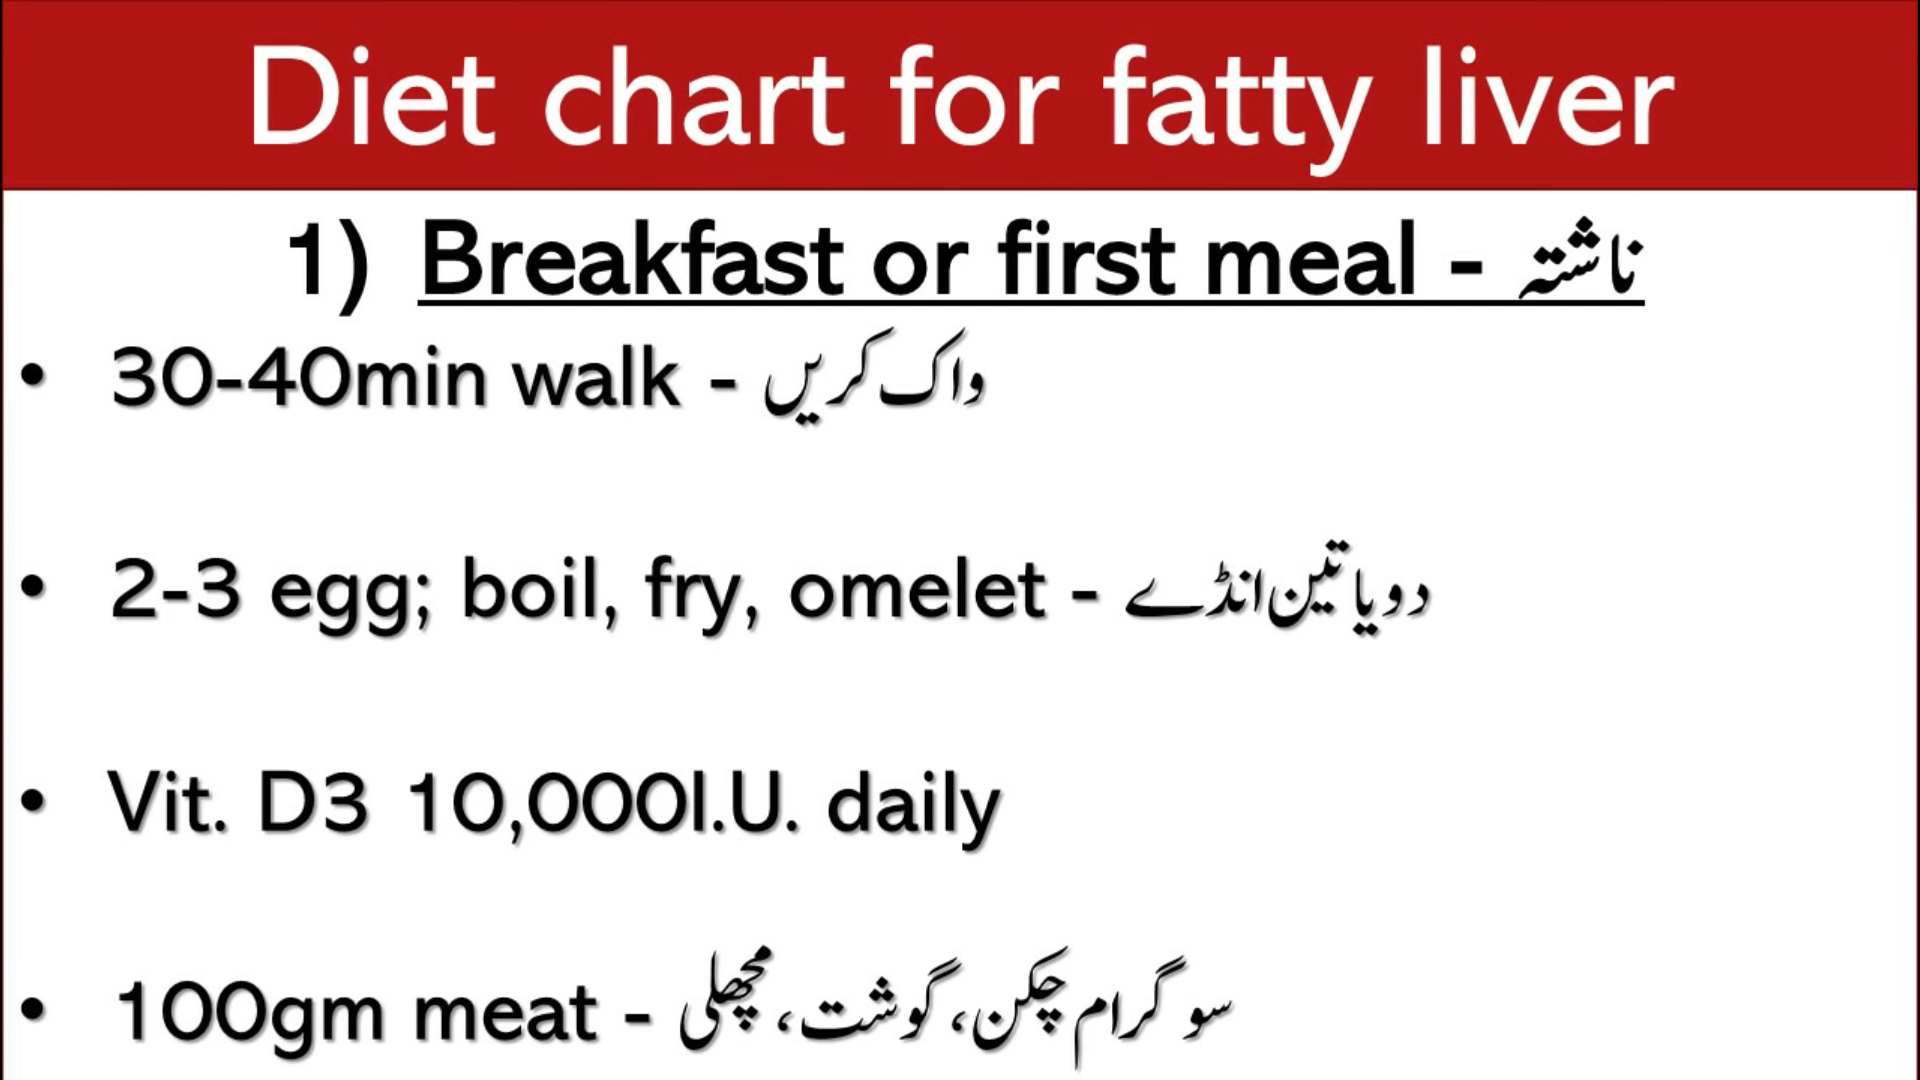 Diet chart for fatty liver
1) Breakfast or first meal - ناشتہ
• 30-40min walk - واک کریں
• 2-3 egg; boil, fry, omelet - دو یا تین انڈے
• Vit. D3 10,000I.U. daily
• 100gm meat - سو گرام چکن، گوشت، مچھلی